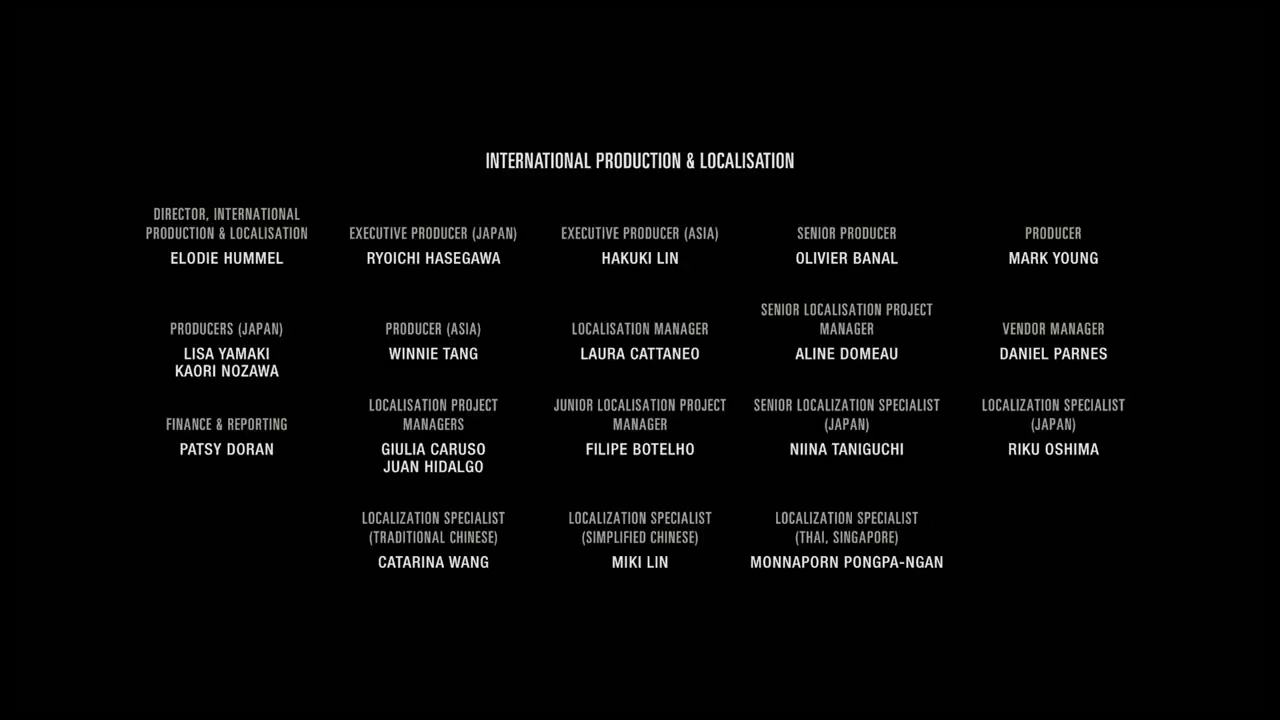 INTERNATIONAL PRODUCTION & LOCALISATION
DIRECTOR, INTERNATIONAL
PRODUCTION & LOCALISATION
ELODIE HUMMEL
EXECUTIVE PRODUCER (JAPAN)
RYOICHI HASEGAWA
EXECUTIVE PRODUCER (ASIA)
HAKUKI LIN
SENIOR PRODUCER
OLIVIER BANAL
PRODUCER
MARK YOUNG
PRODUCERS (JAPAN)
LISA YAMAKI
KAORI NOZAWA
PRODUCER (ASIA)
WINNIE TANG
LOCALISATION MANAGER
LAURA CATTANEO
SENIOR LOCALISATION PROJECT
MANAGER
ALINE DOMEAU
VENDOR MANAGER
DANIEL PARNES
FINANCE & REPORTING
PATSY DORAN
LOCALISATION PROJECT
MANAGERS
GIULIA CARUSO
JUAN HIDALGO
JUNIOR LOCALISATION PROJECT
MANAGER
FILIPE BOTELHO
SENIOR LOCALIZATION SPECIALIST
(JAPAN)
NIINA TANIGUCHI
LOCALIZATION SPECIALIST
(JAPAN)
RIKU OSHIMA
LOCALIZATION SPECIALIST
(TRADITIONAL CHINESE)
CATARINA WANG
LOCALIZATION SPECIALIST
(SIMPLIFIED CHINESE)
MIKI LIN
LOCALIZATION SPECIALIST
(THAI, SINGAPORE)
MONNAPORN PONGPA-NGAN